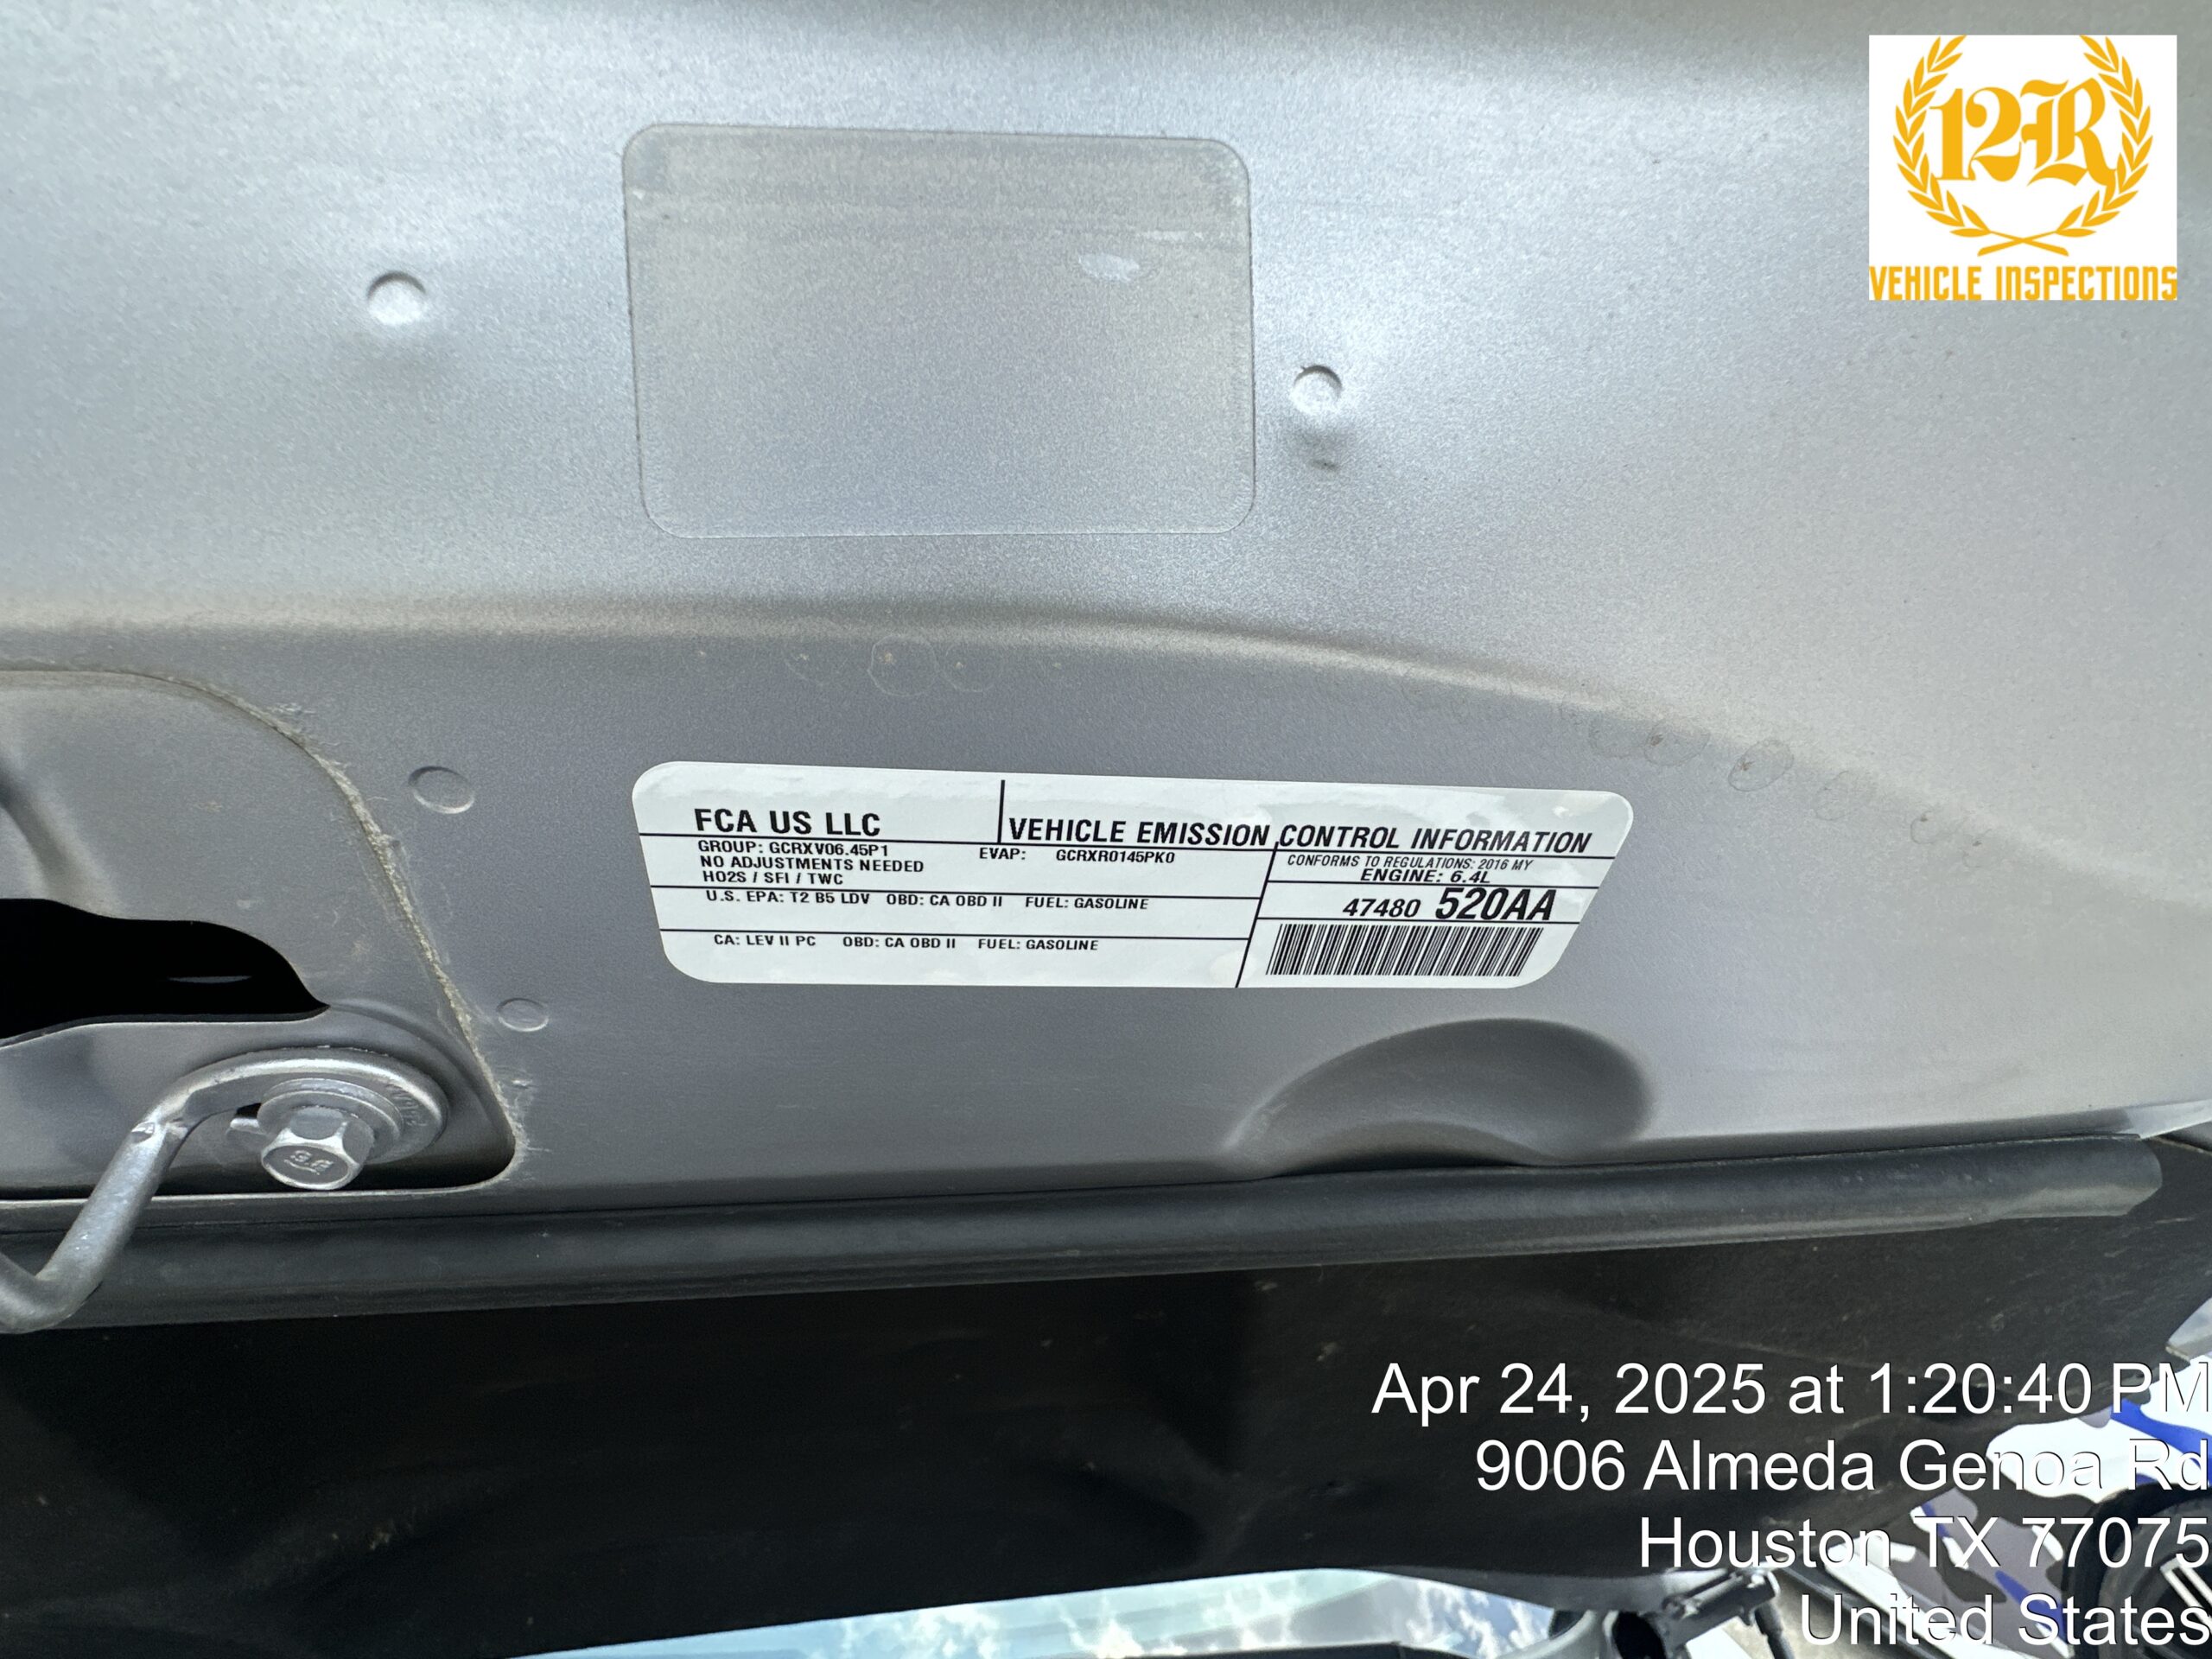 12R
VEHICLE INSPECTIONS
FCA US LLC
VEHICLE EMISSION CONTROL INFORMATION
GROUP: GCRXV06.45P1
EVAP: GCRXR0145PK0
NO ADJUSTMENTS NEEDED
HO2S / SFI / TWC
CONFORMS TO REGULATIONS: 2016 MY
ENGINE: 6.4L
U.S. EPA: T2 B5 LDV OBD: CA OBD II FUEL: GASOLINE
47480 520AA
CA: LEV II PC OBD: CA OBD II FUEL: GASOLINE
Apr 24, 2025 at 1:20:40 PM
9006 Almeda Genoa Rd
Houston TX 77075
United States